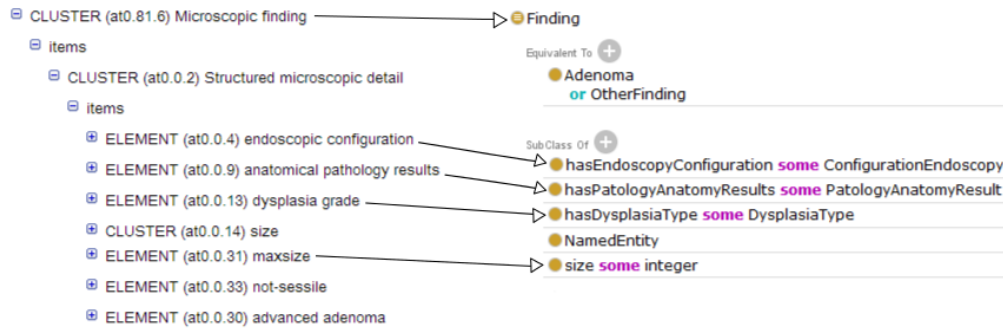 CLUSTER (at0.81.6) Microscopic finding
items
CLUSTER (at0.0.2) Structured microscopic detail
items
ELEMENT (at0.0.4) endoscopic configuration
ELEMENT (at0.0.9) anatomical pathology results
ELEMENT (at0.0.13) dysplasia grade
CLUSTER (at0.0.14) size
ELEMENT (at0.0.31) maxsize
ELEMENT (at0.0.33) not-sessile
ELEMENT (at0.0.30) advanced adenoma
Finding
Equivalent To
Adenoma
or OtherFinding
SubClass Of
hasEndoscopyConfiguration some ConfigurationEndoscopy
hasPatologyAnatomyResults some PatologyAnatomyResult
hasDysplasiaType some DysplasiaType
NamedEntity
size some integer